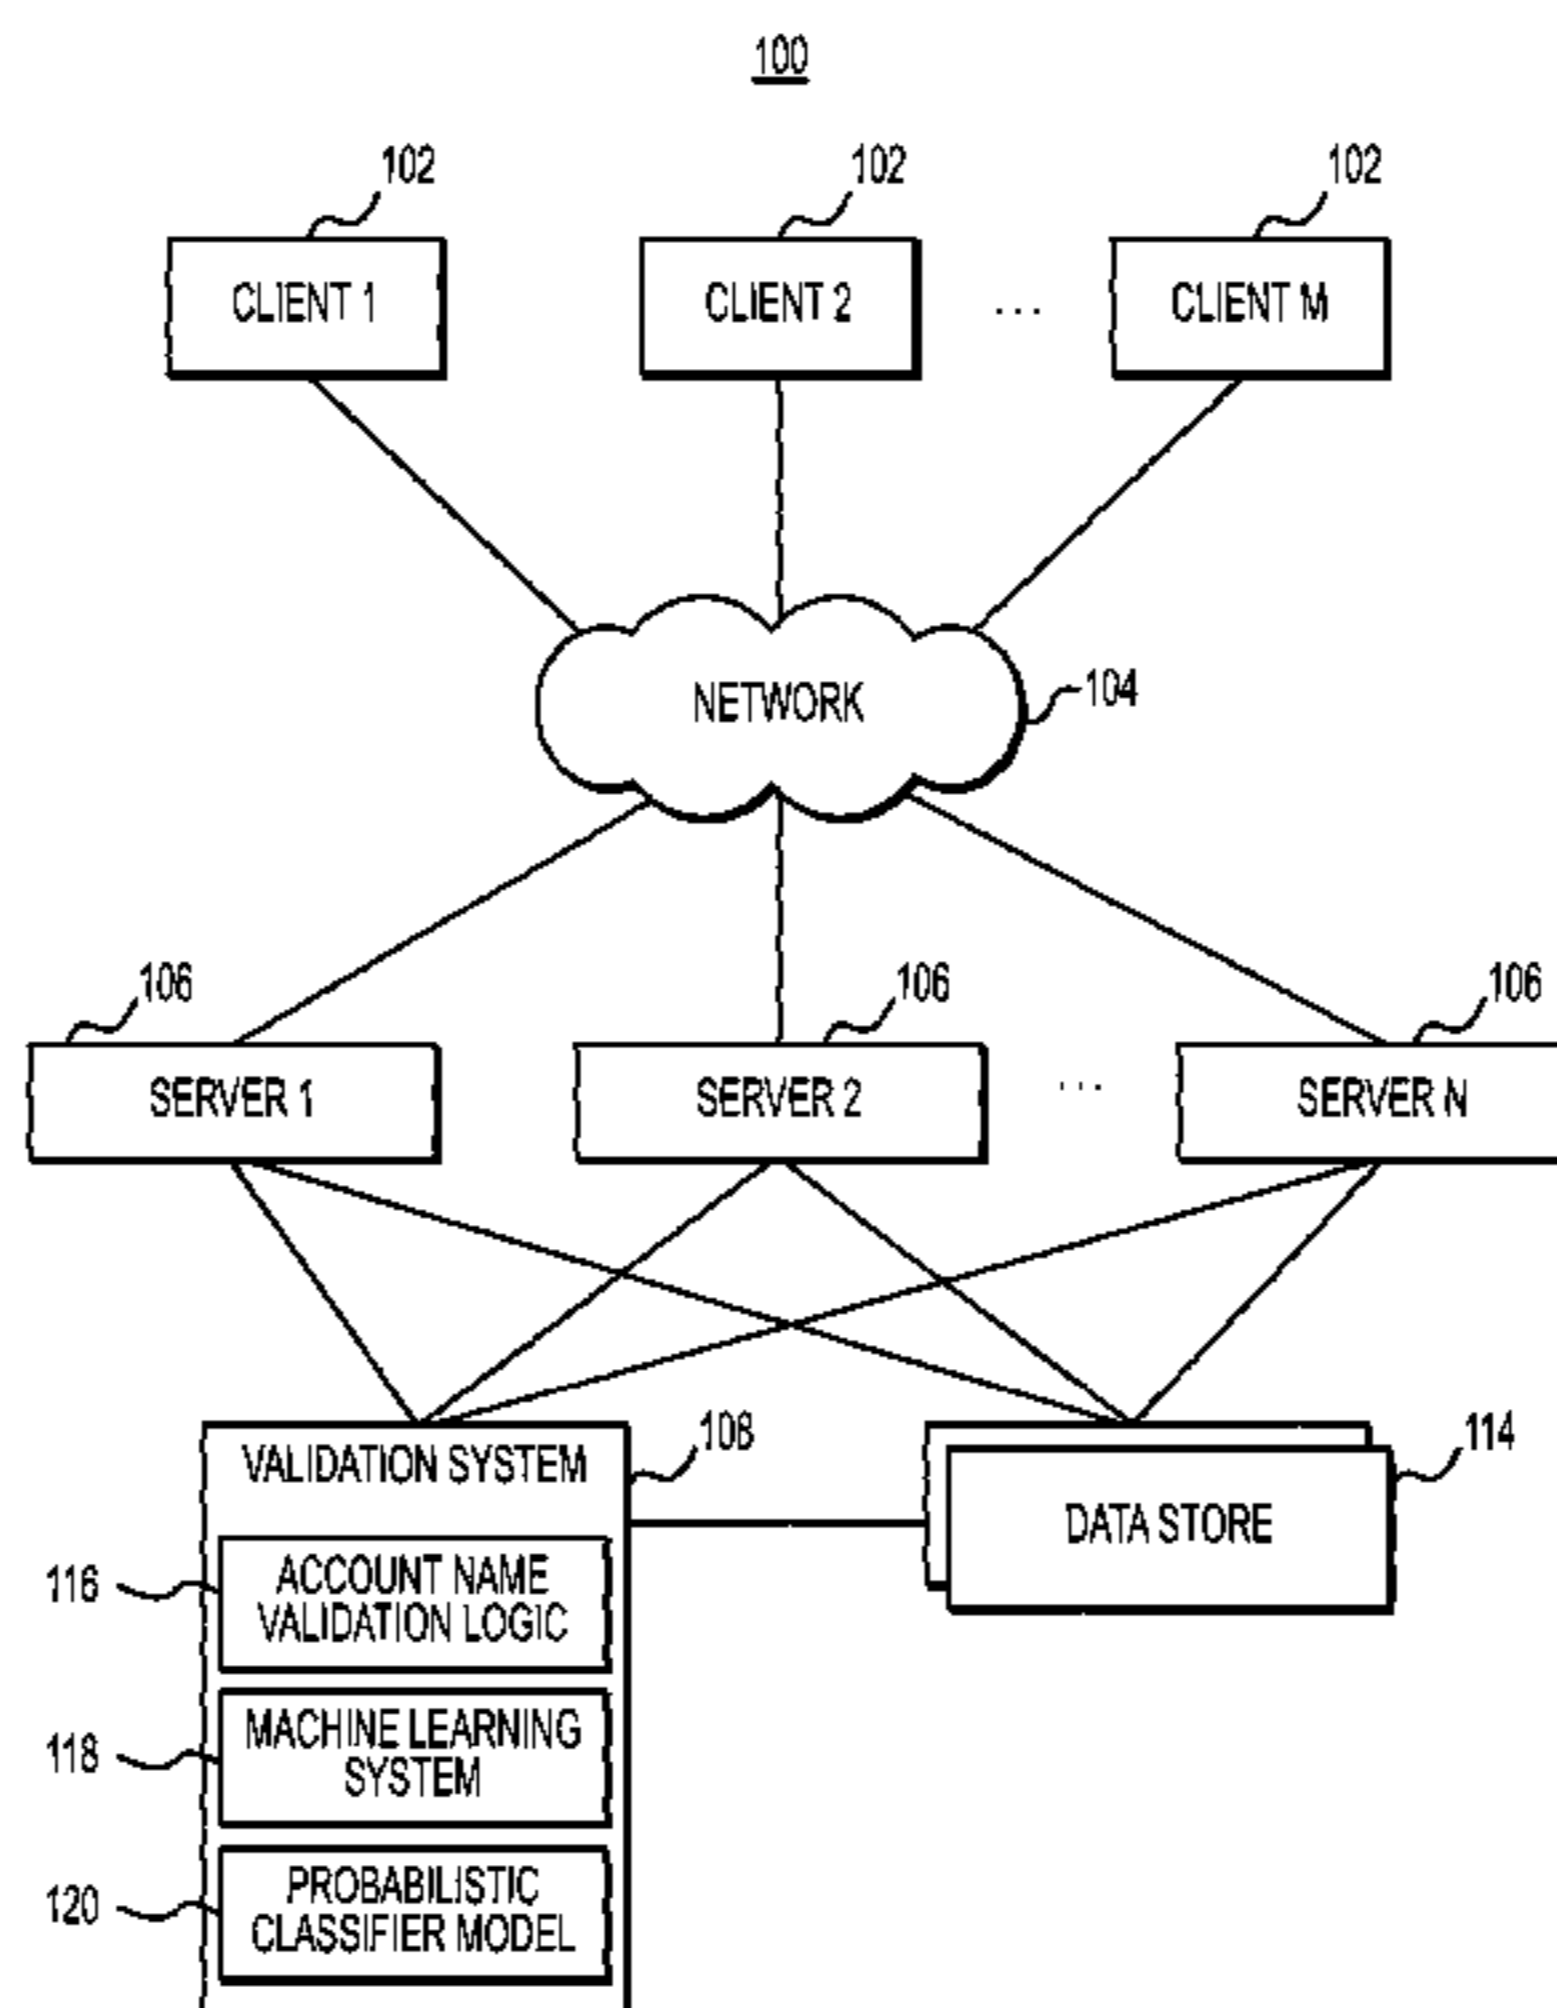 100
102
102
102
CLIENT 1
CLIENT 2
...
CLIENT M
NETWORK
104
106
106
106
SERVER 1
SERVER 2
...
SERVER N
108
114
VALIDATION SYSTEM
DATA STORE
116
ACCOUNT NAME
VALIDATION LOGIC
118
MACHINE LEARNING
SYSTEM
120
PROBABILISTIC
CLASSIFIER MODEL